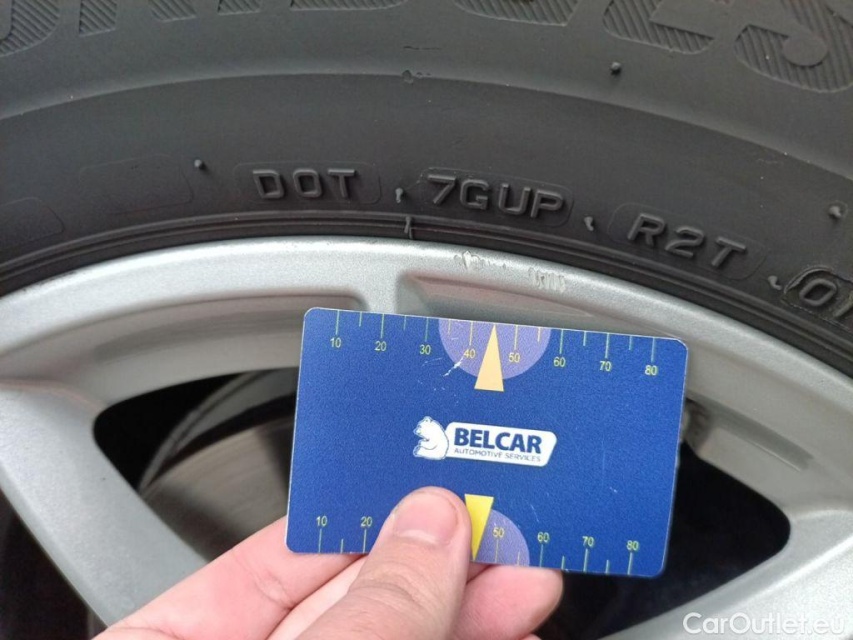 DOT 7GUP R2T
10 20 30 40 50 60 70 80
BELCAR
AUTOMOTIVE SERVICES
10 20 50 60 70 80
CarOutlet.eu